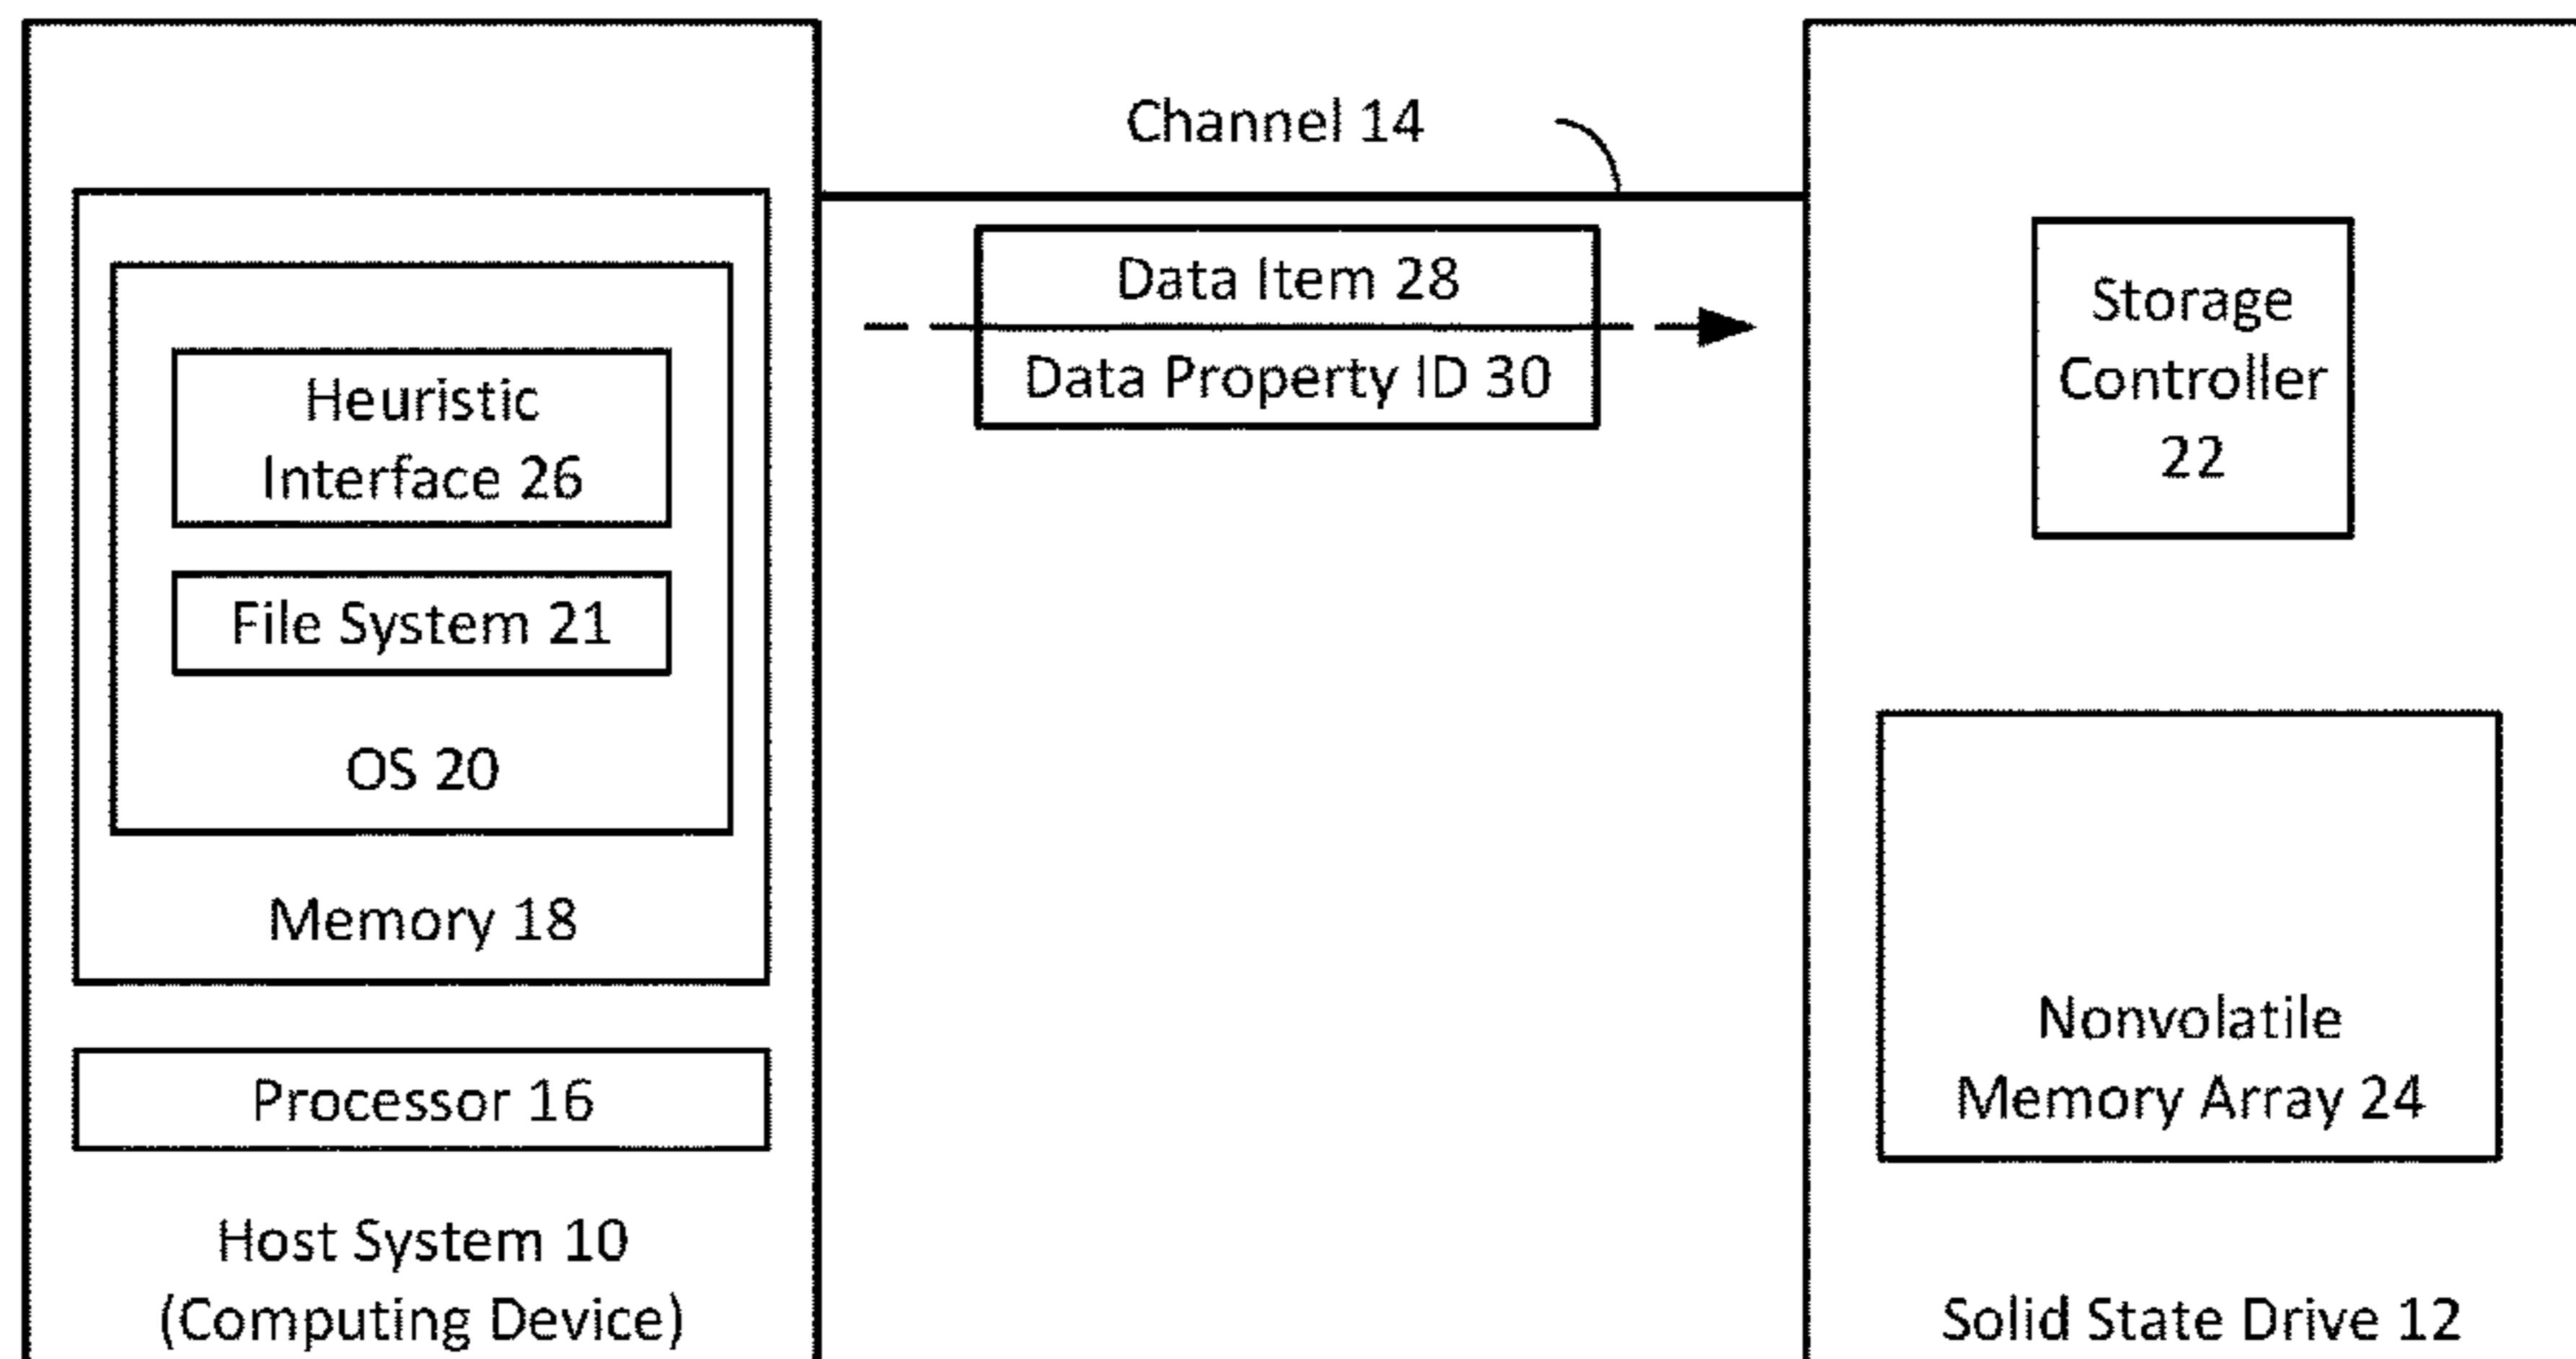 Channel 14
Data Item 28
Data Property ID 30
Heuristic
Interface 26
File System 21
OS 20
Memory 18
Processor 16
Host System 10
(Computing Device)
Storage
Controller
22
Nonvolatile
Memory Array 24
Solid State Drive 12